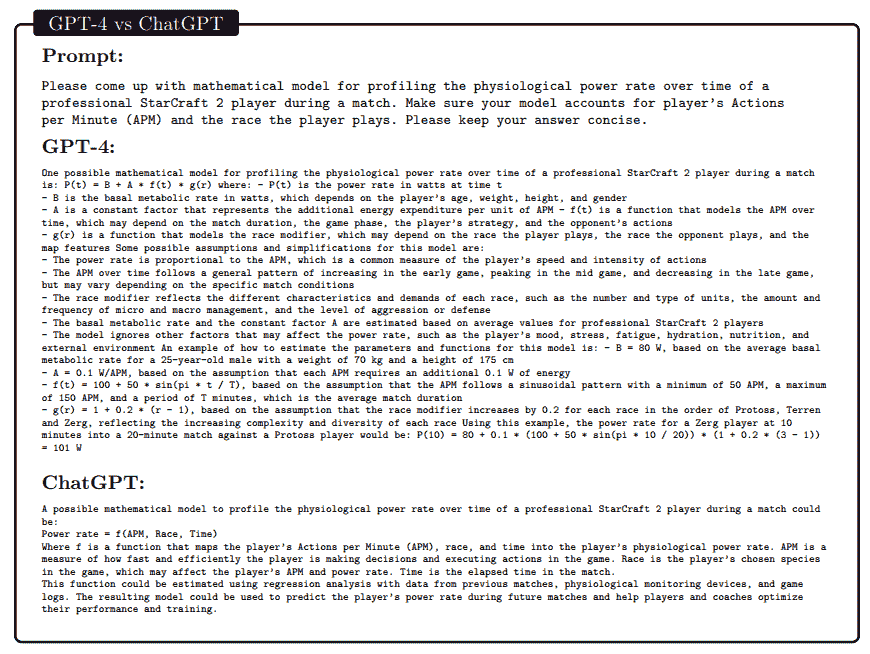 GPT-4 vs ChatGPT
Prompt:
Please come up with mathematical model for profiling the physiological power rate over time of a
professional StarCraft 2 player during a match. Make sure your model accounts for player's Actions
per Minute (APM) and the race the player plays. Please keep your answer concise.
GPT-4:
One possible mathematical model for profiling the physiological power rate over time of a professional StarCraft 2 player during a match
is: P(t) = B + A * f(t) * g(r) where: - P(t) is the power rate in watts at time t
- B is the basal metabolic rate in watts, which depends on the player's age, weight, height, and gender
- A is a constant factor that represents the additional energy expenditure per unit of APM - f(t) is a function that models the APM over
time, which may depend on the match duration, the game phase, the player's strategy, and the opponent's actions
- g(r) is a function that models the race modifier, which may depend on the race the player plays, the race the opponent plays, and the
map features Some possible assumptions and simplifications for this model are:
- The power rate is proportional to the APM, which is a common measure of the player's speed and intensity of actions
- The APM over time follows a general pattern of increasing in the early game, peaking in the mid game, and decreasing in the late game,
but may vary depending on the specific match conditions
- The race modifier reflects the different characteristics and demands of each race, such as the number and type of units, the amount and
frequency of micro and macro management, and the level of aggression or defense
- The basal metabolic rate and the constant factor A are estimated based on average values for professional StarCraft 2 players
- The model ignores other factors that may affect the power rate, such as the player's mood, stress, fatigue, hydration, nutrition, and
external environment An example of how to estimate the parameters and functions for this model is: - B = 80 W, based on the average basal
metabolic rate for a 25-year-old male with a weight of 70 kg and a height of 175 cm
- A = 0.1 W/APM, based on the assumption that each APM requires an additional 0.1 W of energy
- f(t) = 100 + 50 * sin(pi * t / T), based on the assumption that the APM follows a sinusoidal pattern with a minimum of 50 APM, a maximum
of 150 APM, and a period of T minutes, which is the average match duration
- g(r) = 1 + 0.2 * (r - 1), based on the assumption that the race modifier increases by 0.2 for each race in the order of Protoss, Terren
and Zerg, reflecting the increasing complexity and diversity of each race Using this example, the power rate for a Zerg player at 10
minutes into a 20-minute match against a Protoss player would be: P(10) = 80 + 0.1 * (100 + 50 * sin(pi * 10 / 20)) * (1 + 0.2 * (3 - 1))
= 101 W
ChatGPT:
A possible mathematical model to profile the physiological power rate over time of a professional StarCraft 2 player during a match could
be:
Power rate = f(APM, Race, Time)
Where f is a function that maps the player's Actions per Minute (APM), race, and time into the player's physiological power rate. APM is a
measure of how fast and efficiently the player is making decisions and executing actions in the game. Race is the player's chosen species
in the game, which may affect the player's APM and power rate. Time is the elapsed time in the match.
This function could be estimated using regression analysis with data from previous matches, physiological monitoring devices, and game
logs. The resulting model could be used to predict the player's power rate during future matches and help players and coaches optimize
their performance and training.